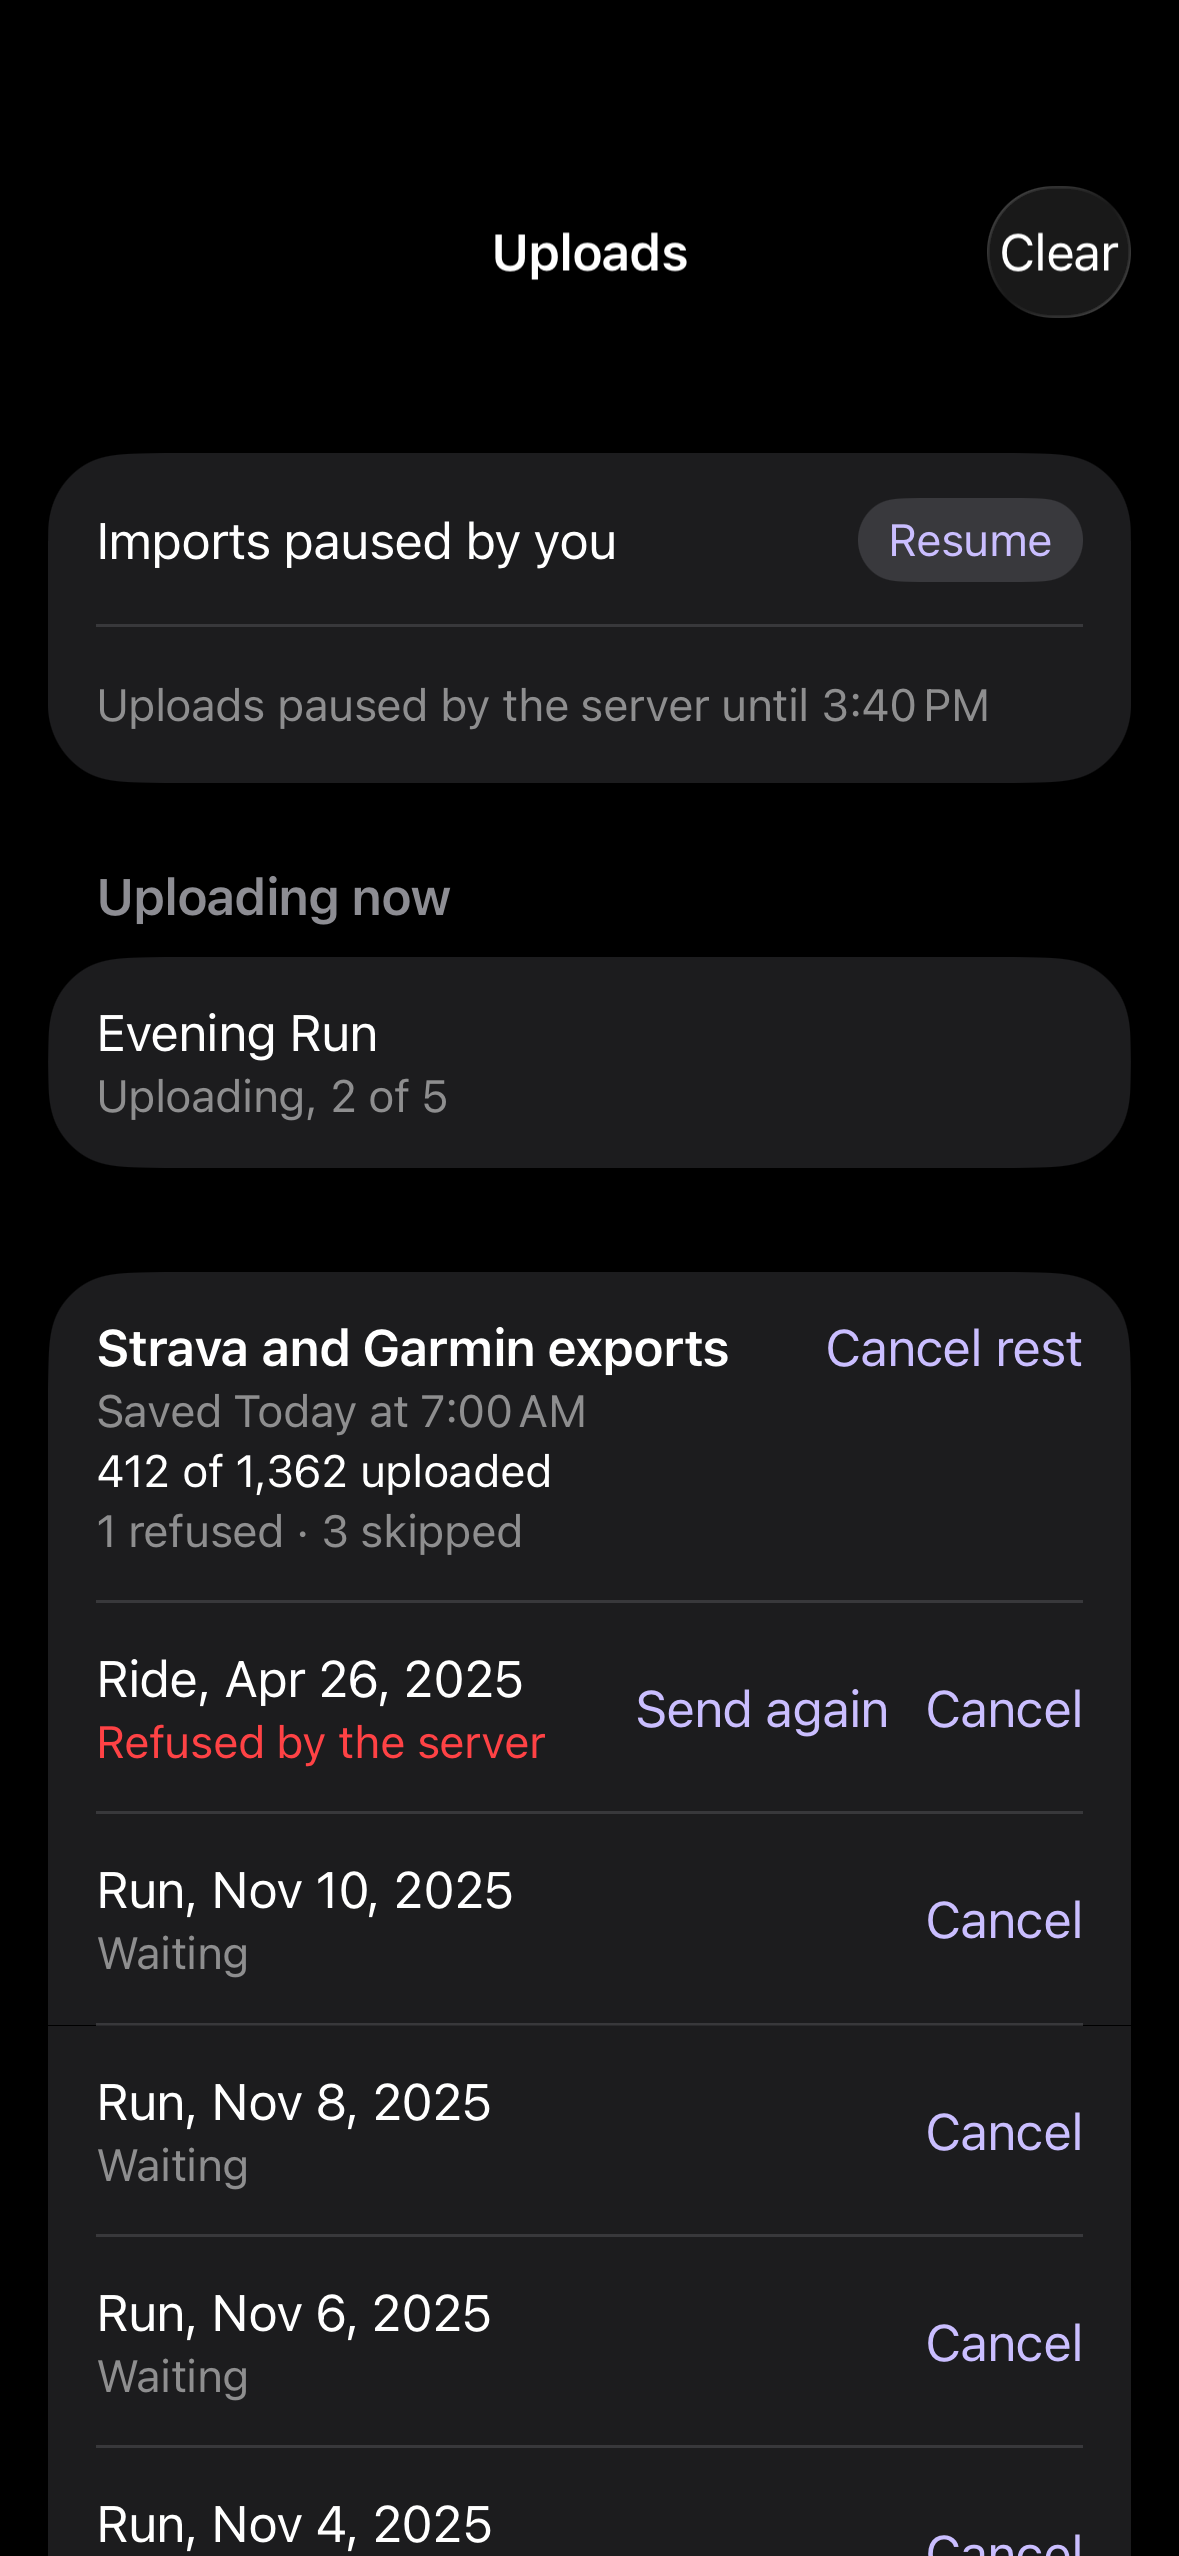 Uploads
Clear
Imports paused by you
Resume
Uploads paused by the server until 3:40 PM
Uploading now
Evening Run
Uploading, 2 of 5
Strava and Garmin exports
Cancel rest
Saved Today at 7:00 AM
412 of 1,362 uploaded
1 refused · 3 skipped
Ride, Apr 26, 2025
Refused by the server
Send again
Cancel
Run, Nov 10, 2025
Waiting
Cancel
Run, Nov 8, 2025
Waiting
Cancel
Run, Nov 6, 2025
Waiting
Cancel
Run, Nov 4, 2025
Cancel